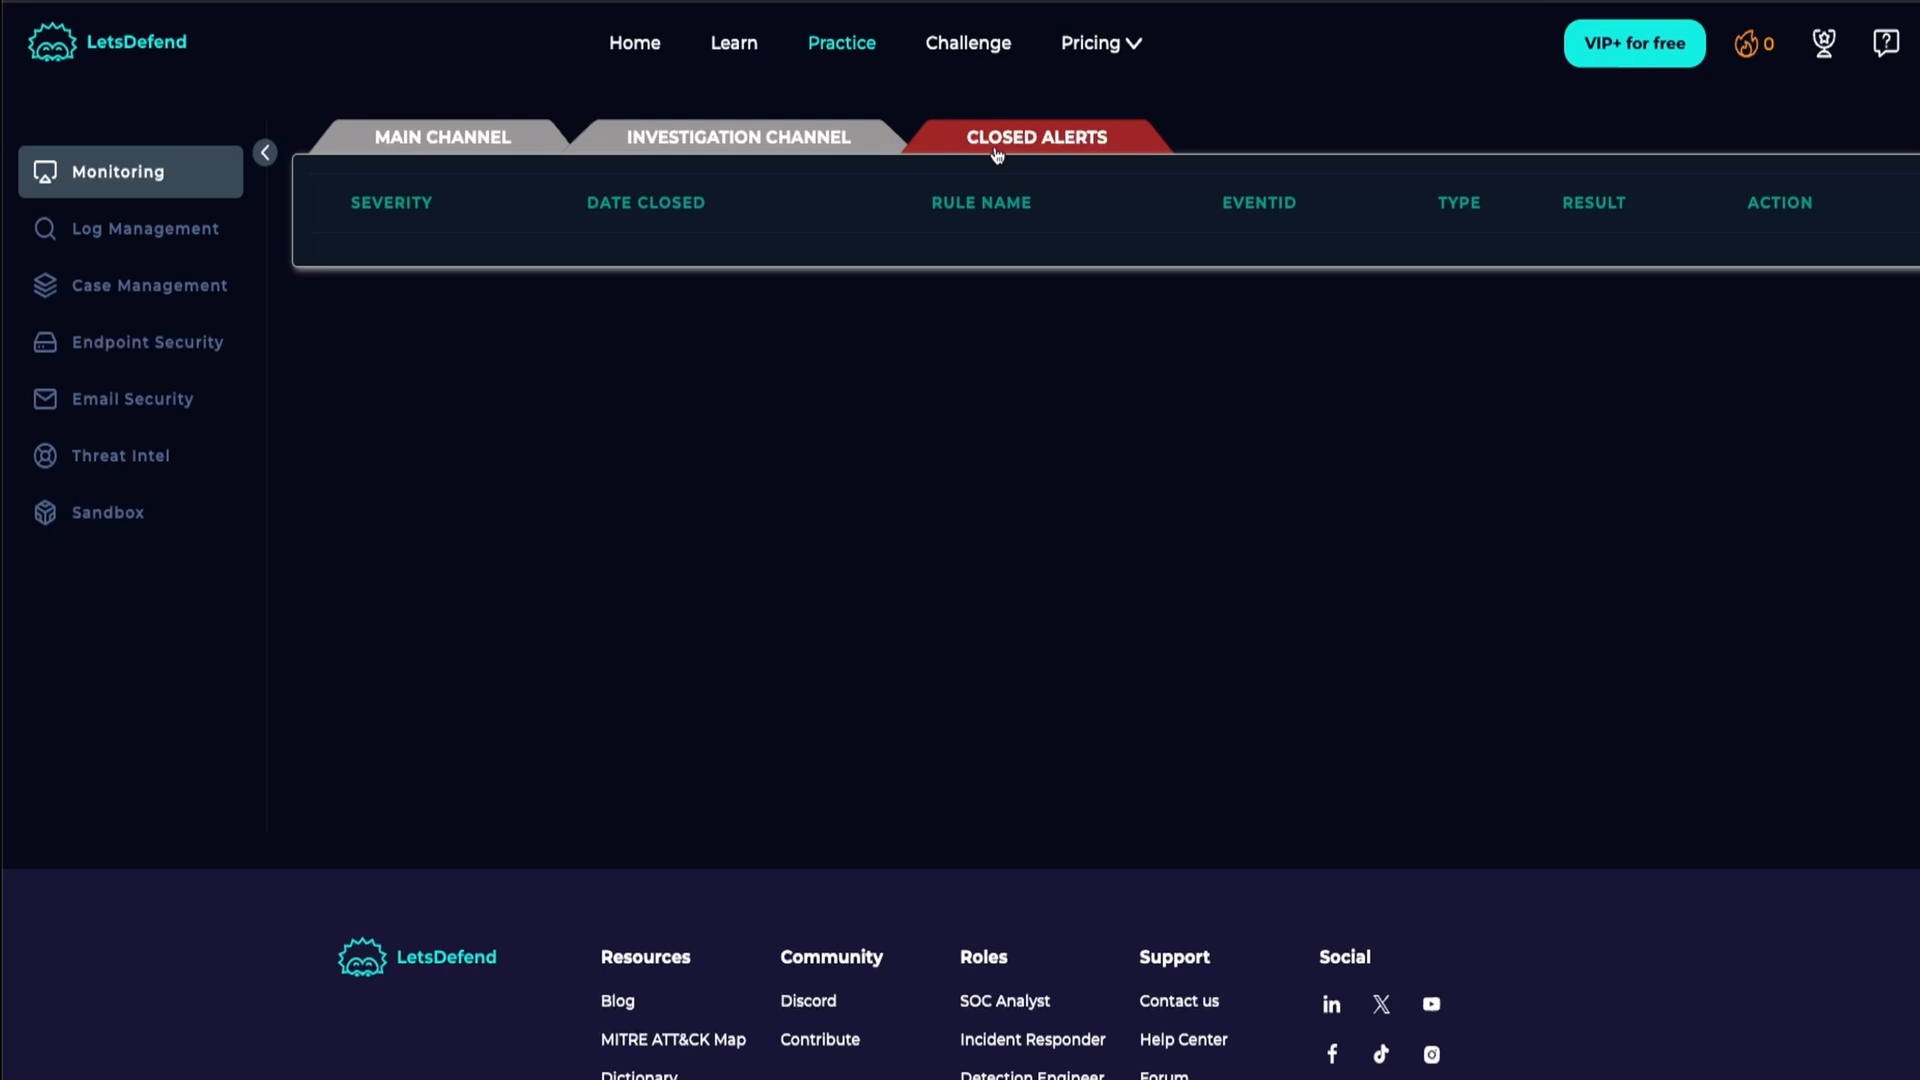 LetsDefend
Home Learn Practice Challenge Pricing
VIP+ for free
0
MAIN CHANNEL INVESTIGATION CHANNEL CLOSED ALERTS
Monitoring
Log Management
Case Management
Endpoint Security
Email Security
Threat Intel
Sandbox
SEVERITY DATE CLOSED RULE NAME EVENTID TYPE RESULT ACTION
LetsDefend
Resources Community Roles Support Social
Blog Discord SOC Analyst Contact us
MITRE ATT&CK Map Contribute Incident Responder Help Center
Dictionary Detection Engineer Forum